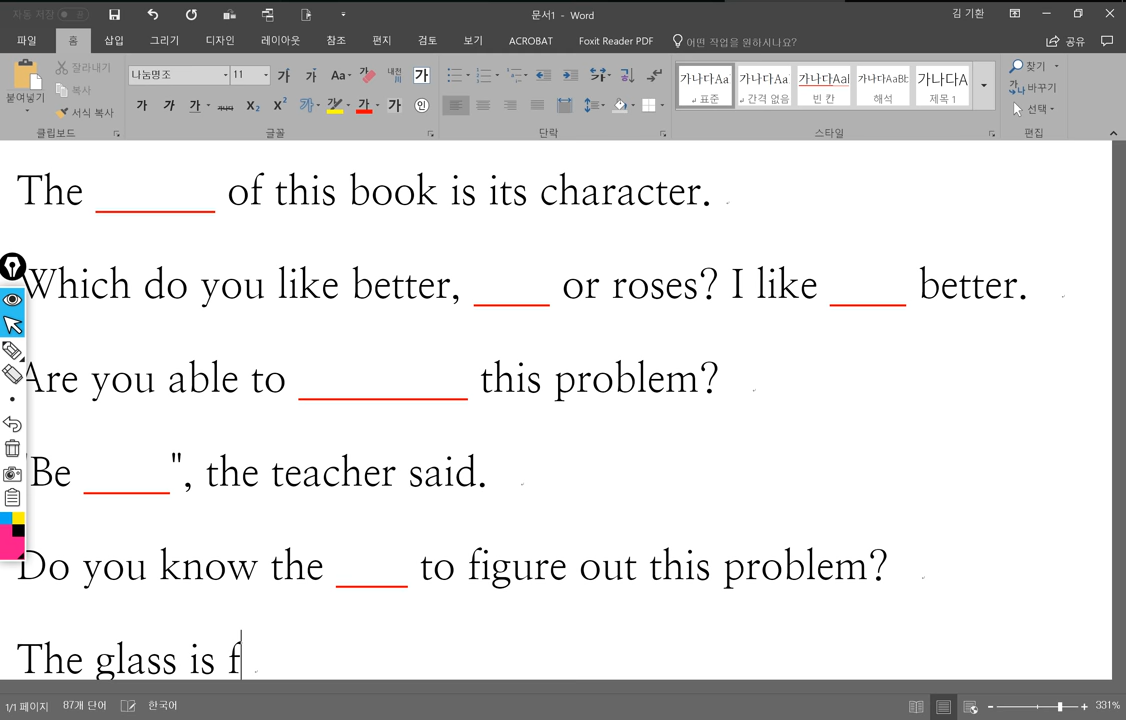 자동 저장
문서1 - Word
김 기환
파일 홈 삽입 그리기 디자인 레이아웃 참조 편지 검토 보기 ACROBAT Foxit Reader PDF 어떤 작업을 원하시나요? 공유
붙여넣기
잘라내기
복사
서식 복사
나눔명조 11
가나다Aa 가나다Aa 가나다Aa 가나다AaBb 가나다A
표준 간격 없음 빈 칸 해석 제목 1
찾기
바꾸기
선택
클립보드 글꼴 단락 스타일 편집
The ______ of this book is its character.
Which do you like better, ____ or roses? I like ____ better.
Are you able to ________ this problem?
"Be ____", the teacher said.
Do you know the ____ to figure out this problem?
The glass is f
1/1 페이지 87개 단어 한국어 331%